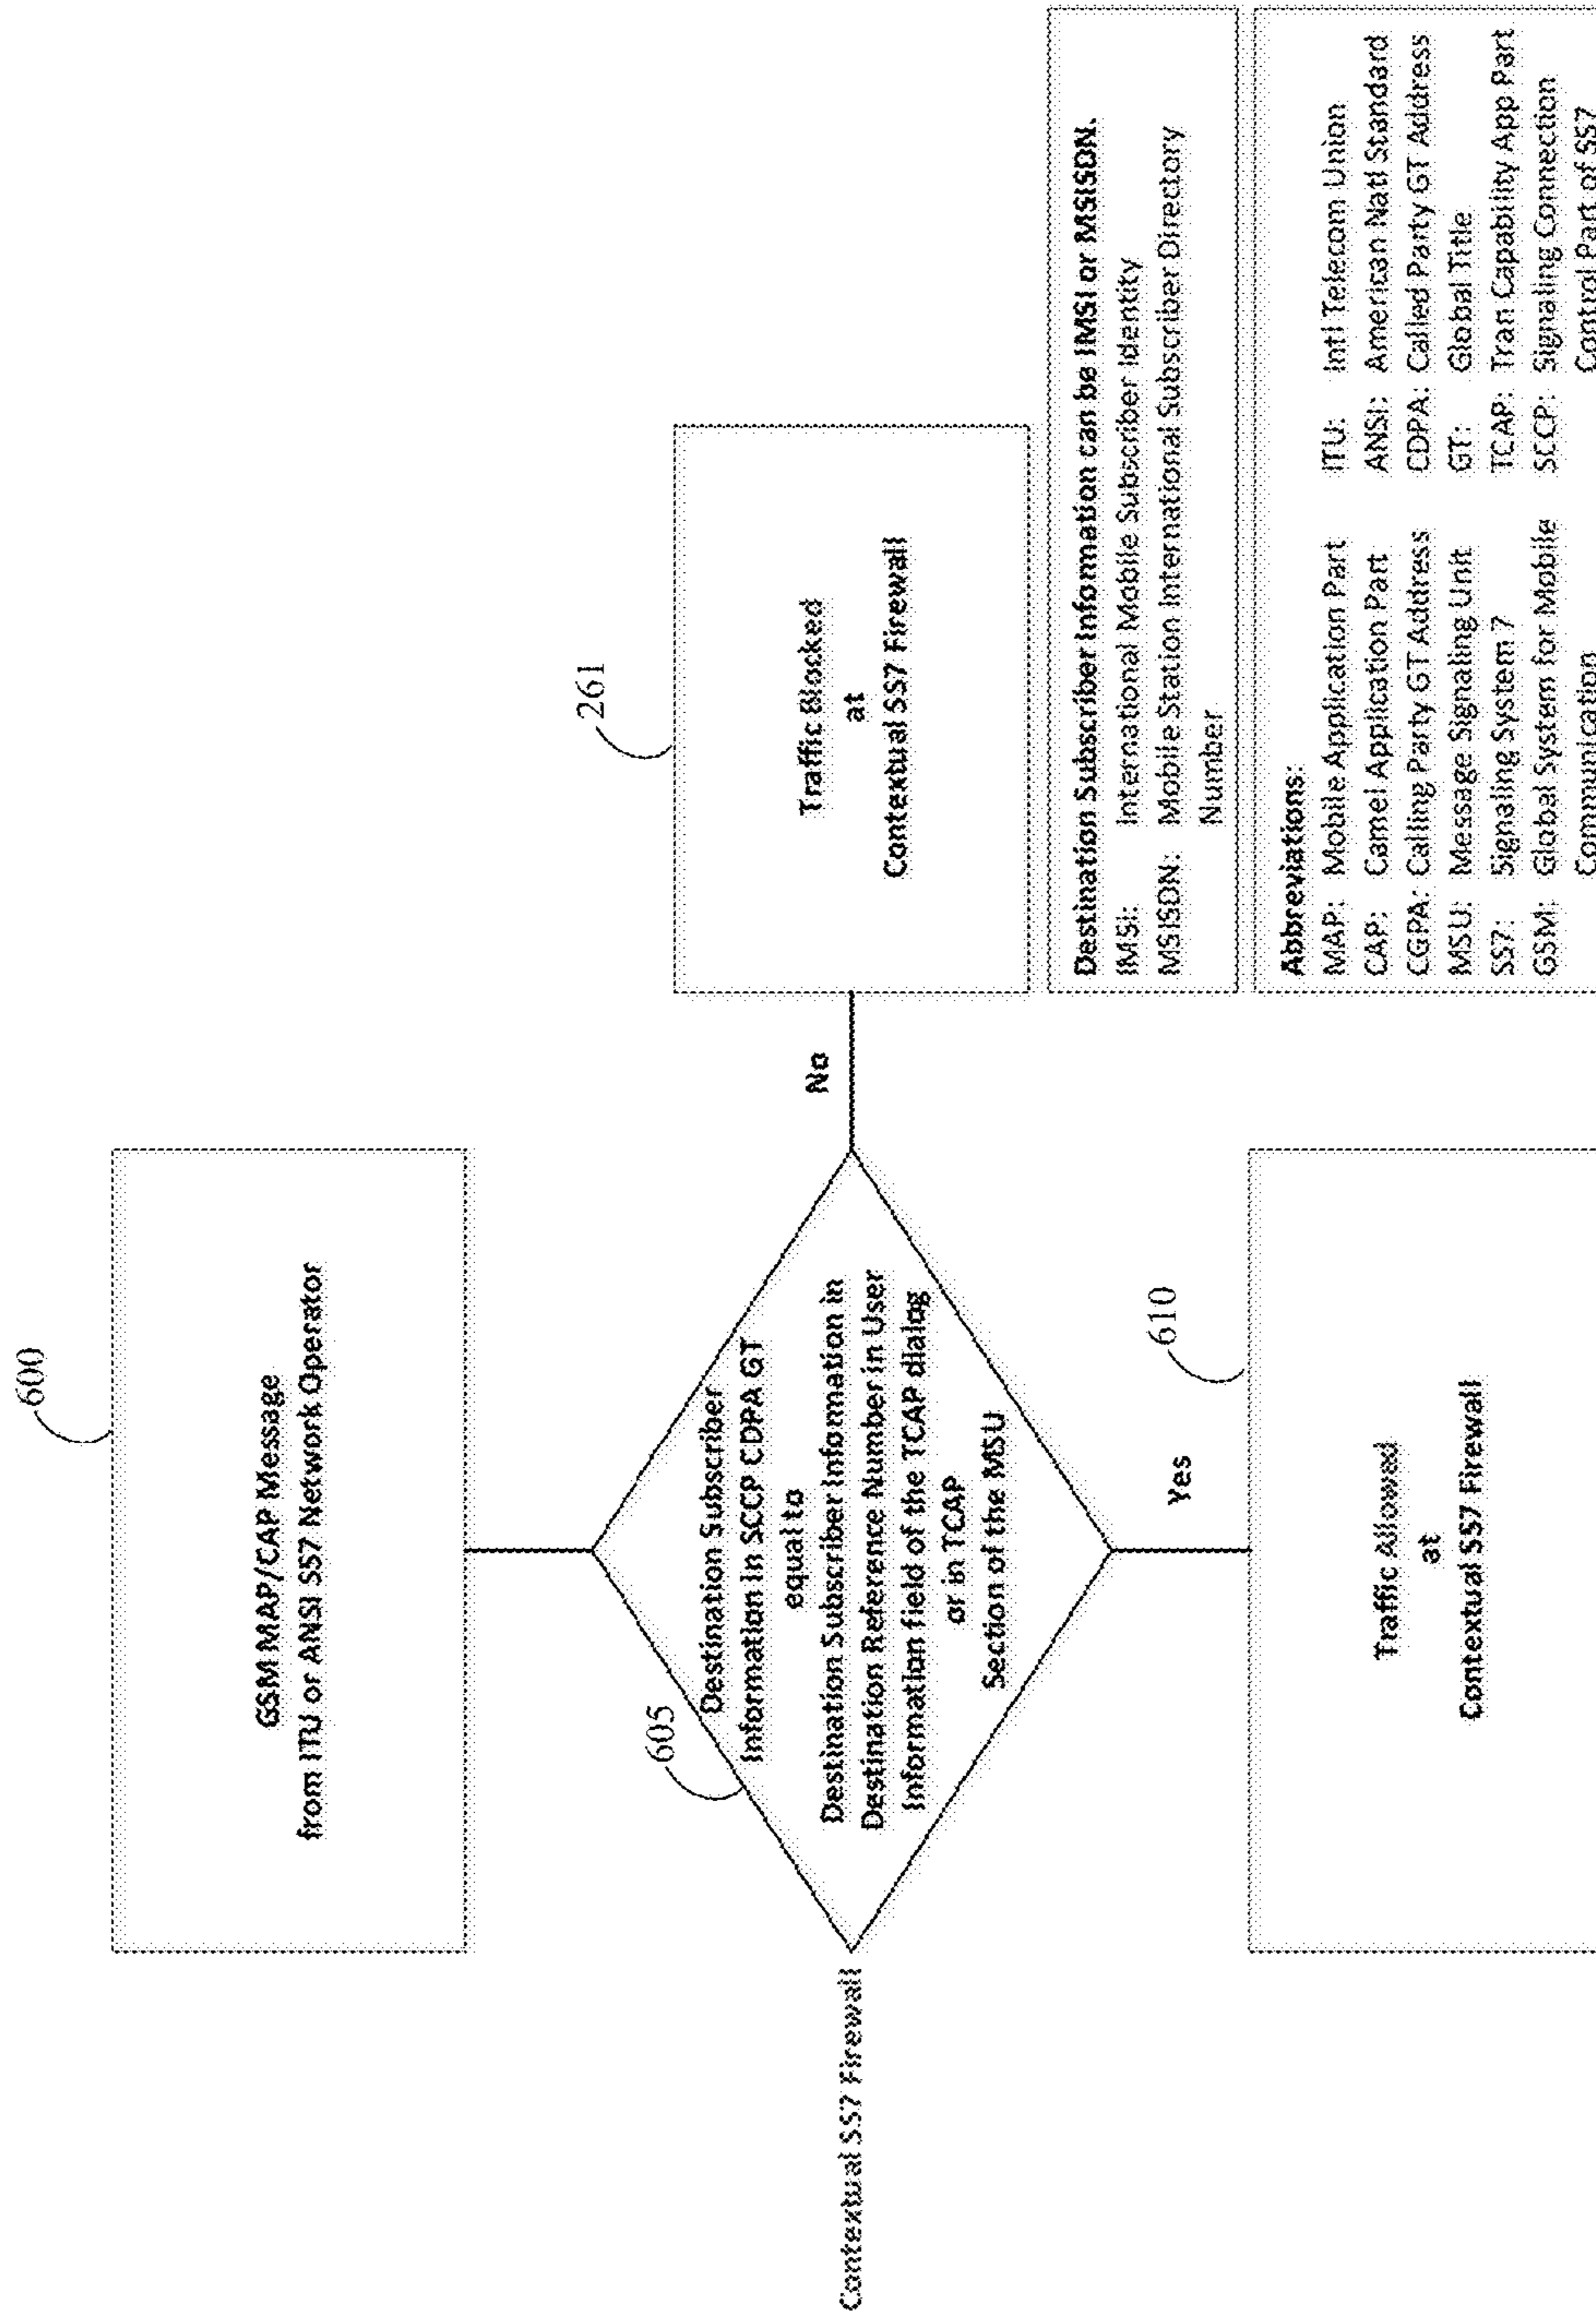 600
GSM MAP/CAP Message
from ITU or ANSI SS7 Network Operator
Contextual SS7 Firewall
605
Destination Subscriber
Information in SCCP CDPA GT
equal to
Destination Subscriber Information in
Destination Reference Number in User
Information field of the TCAP dialog
or in TCAP
Section of the MSU
No
261
Traffic Blocked
at
Contextual SS7 Firewall
Yes
610
Traffic Allowed
at
Contextual SS7 Firewall
Destination Subscriber Information can be IMSI or MSISDN.
IMSI: International Mobile Subscriber Identity
MSISDN: Mobile Station International Subscriber Directory
Number
Abbreviations:
MAP: Mobile Application Part ITU: Intl Telecom Union
CAP: Camel Application Part ANSI: American Natl Standard
CGPA: Calling Party GT Address CDPA: Called Party GT Address
MSU: Message Signaling Unit GT: Global Title
SS7: Signaling System 7 TCAP: Tran Capability App Part
GSM: Global System for Mobile SCCP: Signaling Connection
Communication Control Part of SS7